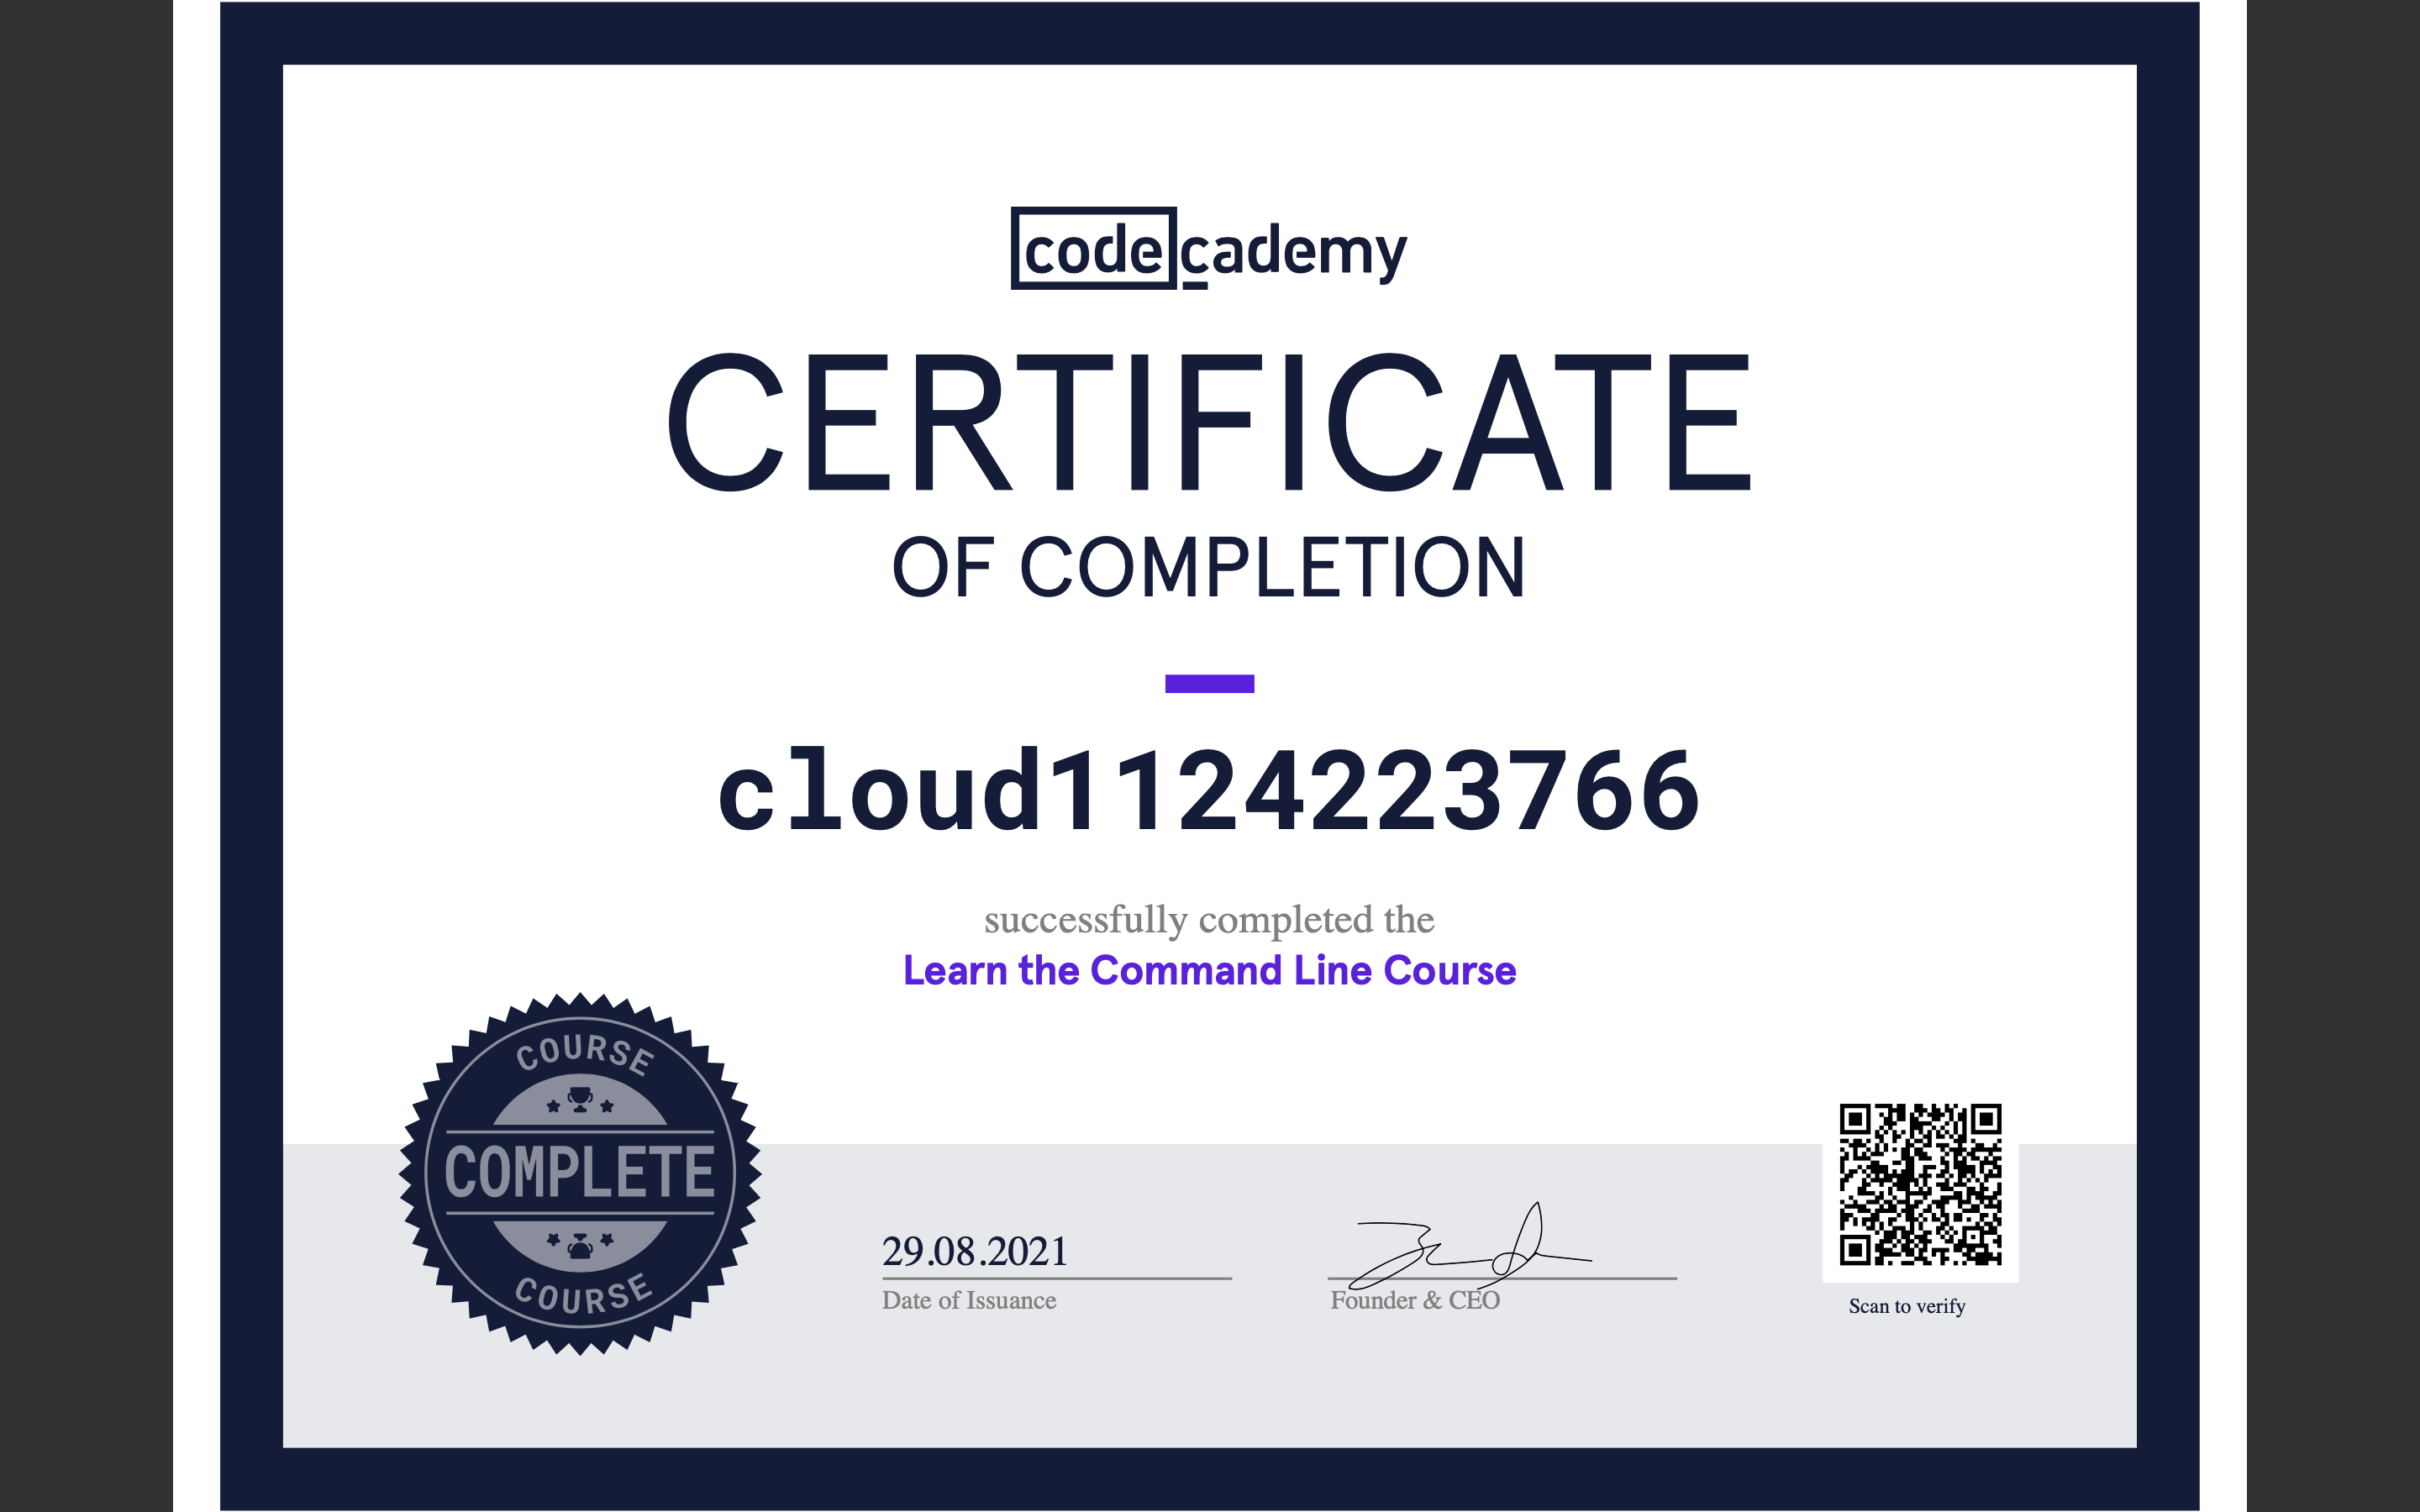 codecademy
CERTIFICATE
OF COMPLETION
cloud1124223766
successfully completed the
Learn the Command Line Course
COURSE
COMPLETE
COURSE
29.08.2021
Date of Issuance
Founder & CEO
Scan to verify